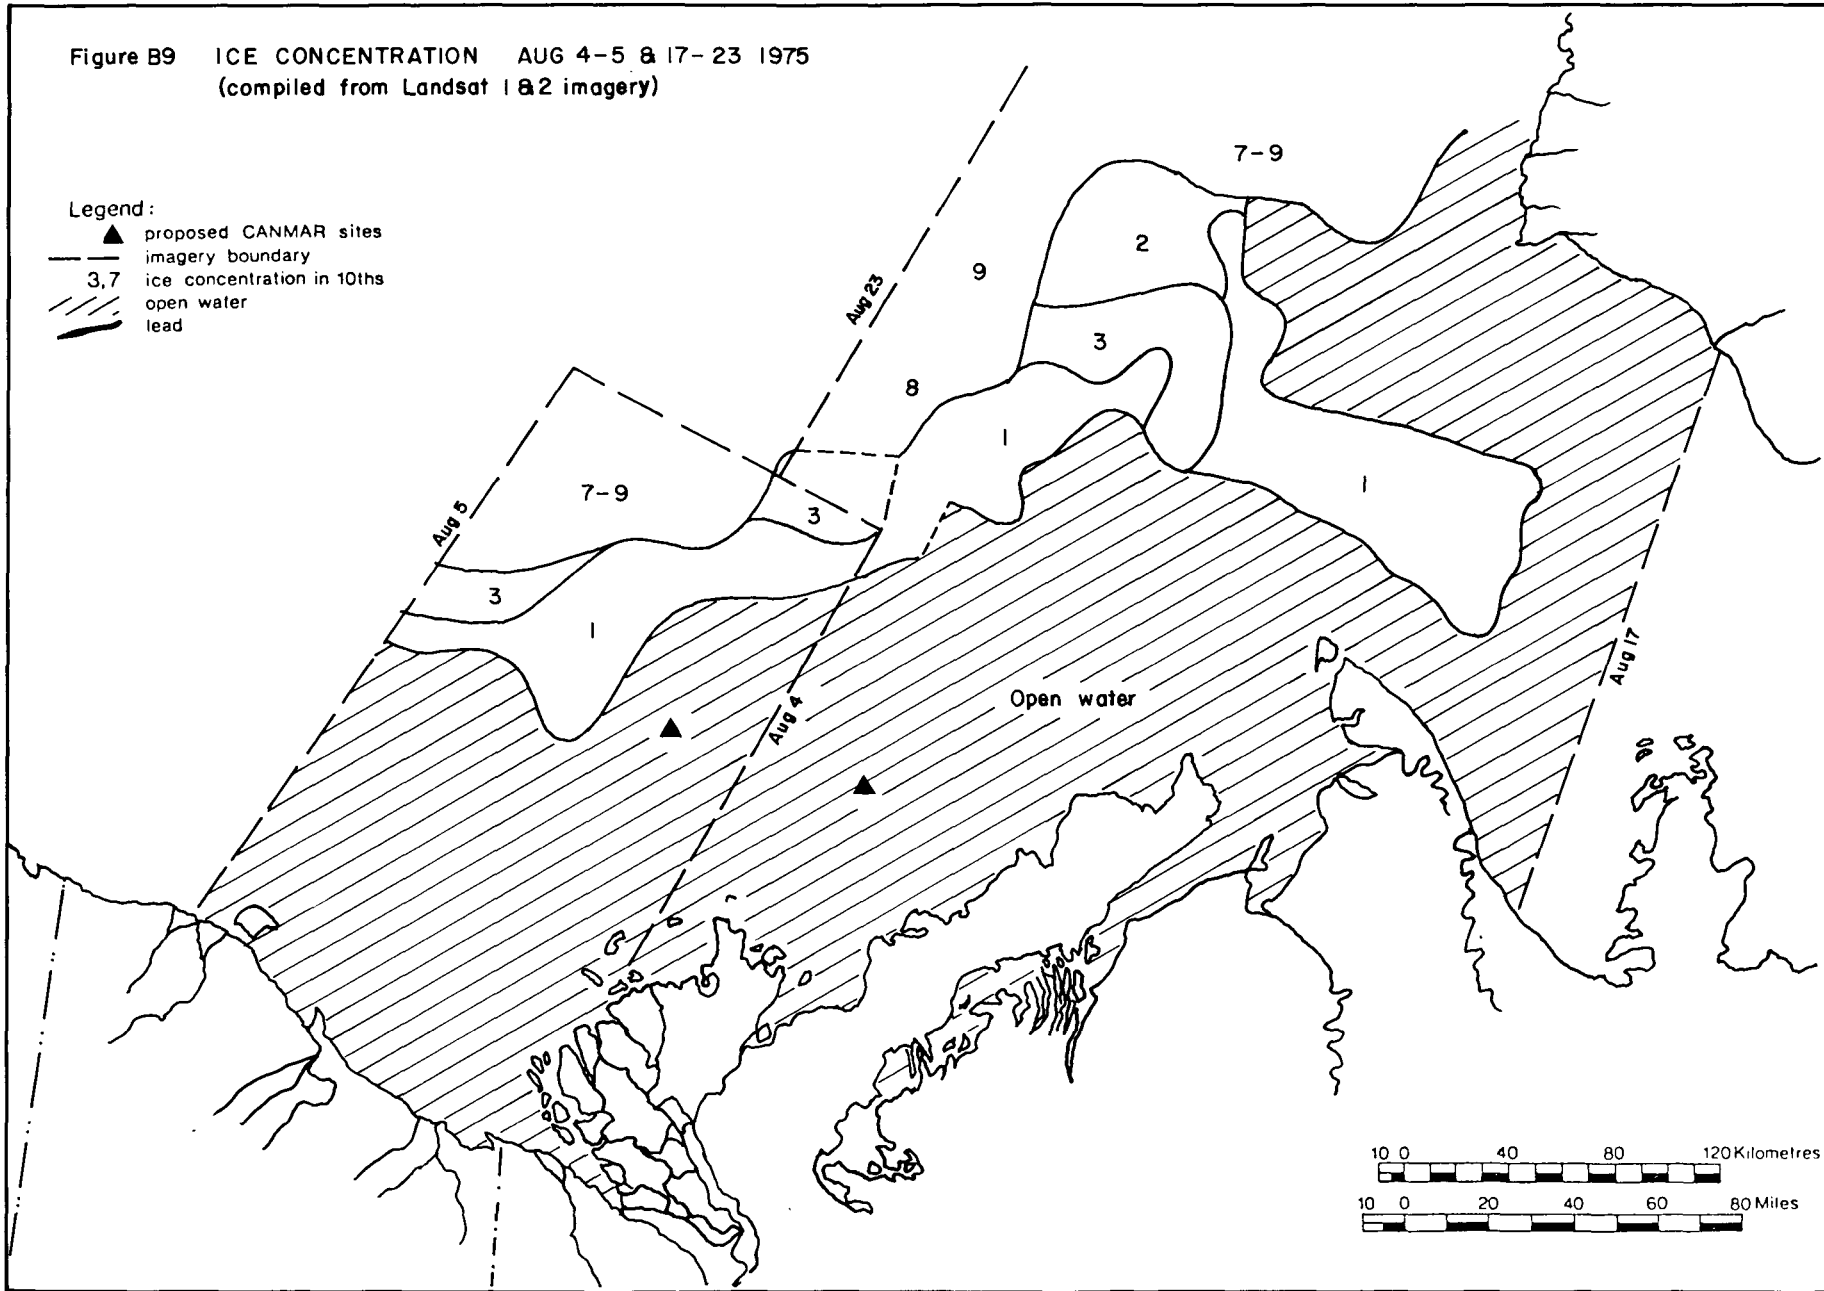 Figure B9 ICE CONCENTRATION AUG 4-5 & 17-23 1975
(compiled from Landsat 1 & 2 imagery)
Legend:
proposed CANMAR sites
imagery boundary
3,7 ice concentration in 10ths
open water
lead
7-9
2
9
Aug 23
3
8
1
7-9
3
1
Aug 5
3
1
Aug 17
Open water
Aug 4
10 0 40 80 120 Kilometres
10 0 20 40 60 80 Miles